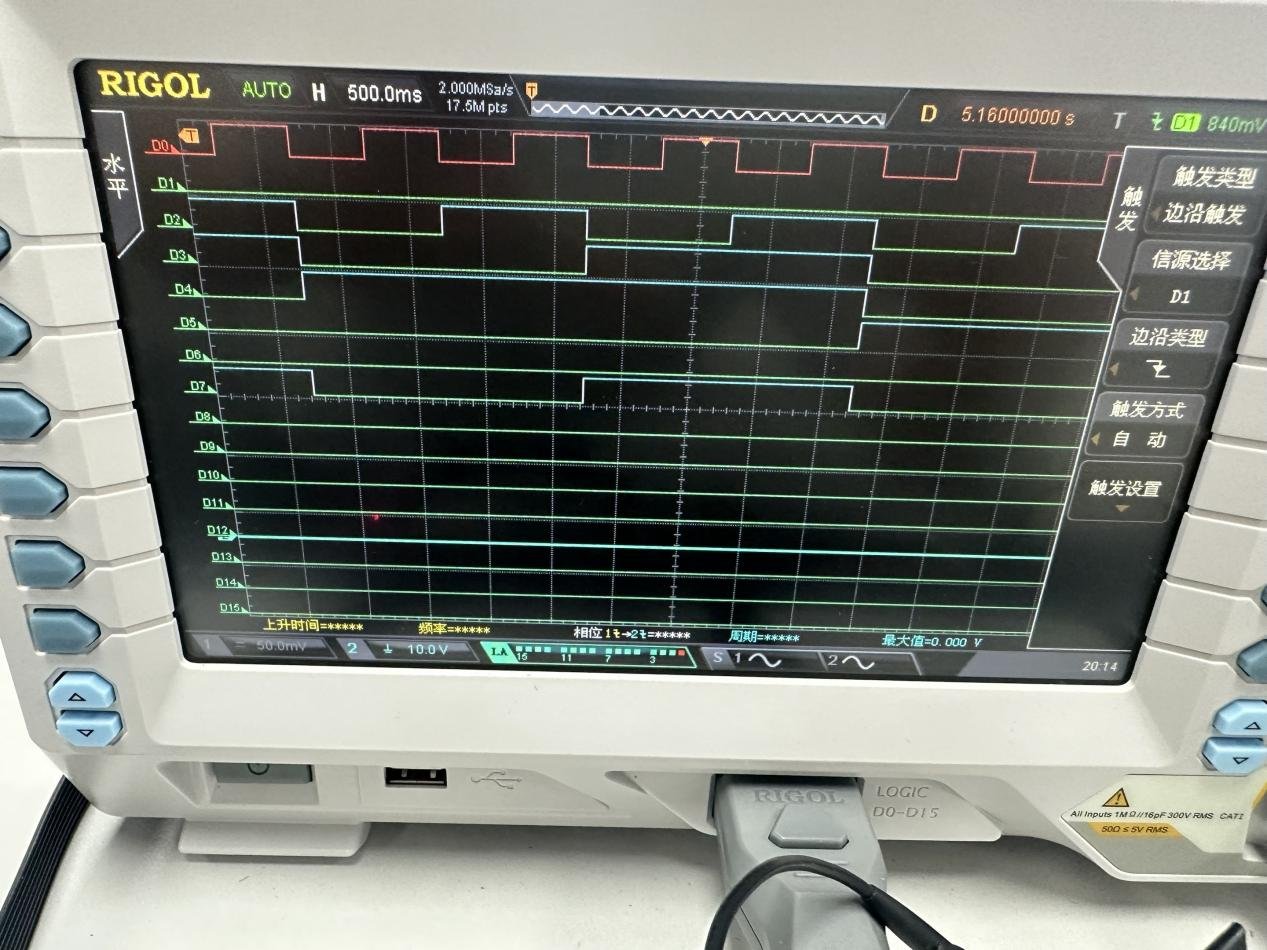 RIGOL AUTO H 500.0ms 2.000MSa/s D 5.16000000 s T D1 840mV
17.5M pts
T
水平
D0
D1
D2
D3
D4
D5
D6
D7
D8
D9
D10
D11
D12
D13
D14
D15
触发
触发类型
边沿触发
信源选择
D1
边沿类型
触发方式
自 动
触发设置
上升时间=***** 频率=***** 相位1→2=***** 周期=***** 最大值=0.000 V
1 = 50.0mV 2 10.0 V LA 15 11 7 3 S 1 2 20:14
RIGOL
LOGIC
D0-D15
All Inputs 1MΩ//16pF 300V RMS CATI
50Ω ≤ 5V RMS